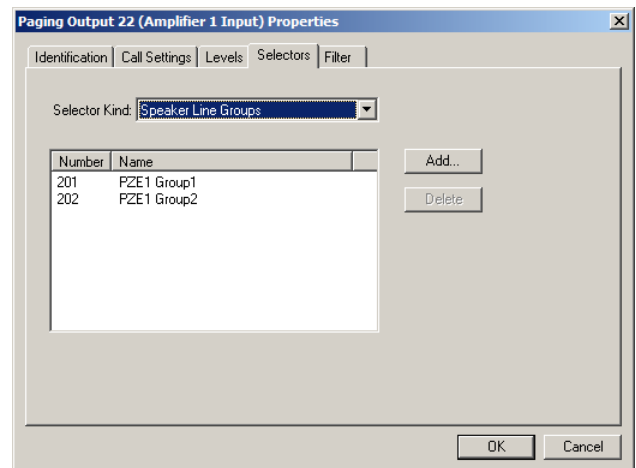 Paging Output 22 (Amplifier 1 Input) Properties
Identification Call Settings Levels Selectors Filter
Selector Kind: Speaker Line Groups
Number Name
201 PZE1 Group1
202 PZE1 Group2
Add...
Delete
OK Cancel